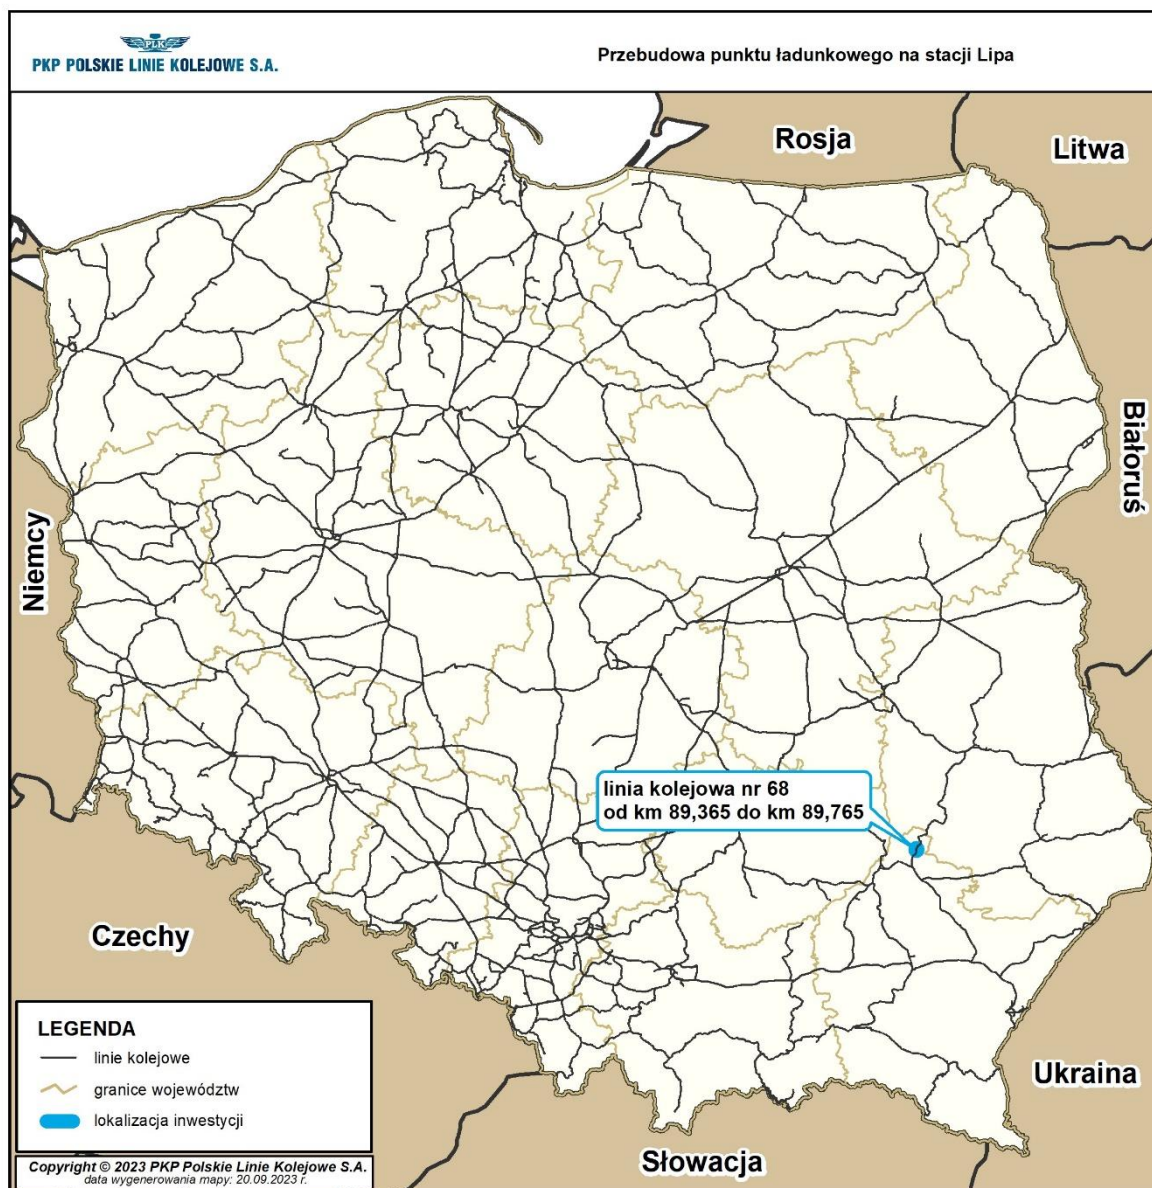 PLK
PKP POLSKIE LINIE KOLEJOWE S.A.
Przebudowa punktu ładunkowego na stacji Lipa
Rosja
Litwa
Białoruś
Niemcy
linia kolejowa nr 68
od km 89,365 do km 89,765
Czechy
LEGENDA
linie kolejowe
granice województw
lokalizacja inwestycji
Ukraina
Słowacja
Copyright © 2023 PKP Polskie Linie Kolejowe S.A.
data wygenerowania mapy: 20.09.2023 r.